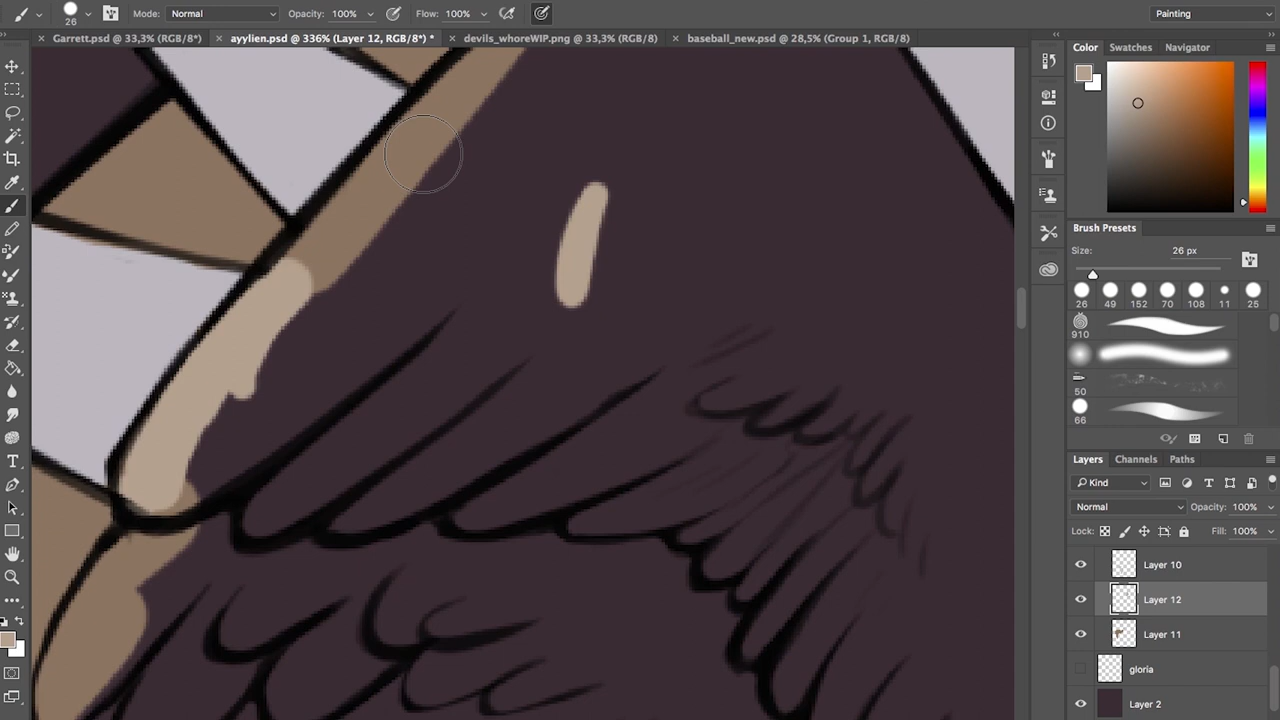 26 Mode: Normal Opacity: 100% Flow: 100% Painting
Garrett.psd @ 33,3% (RGB/8*) ayylien.psd @ 336% (Layer 12, RGB/8*) * devils_whoreWIP.png @ 33,3% (RGB/8) baseball_new.psd @ 28,5% (Group 1, RGB/8)
Color Swatches Navigator
Brush Presets
Size: 26 px
26 49 152 70 108 11 25
910
50
66
Layers Channels Paths
Kind
Normal Opacity: 100%
Lock: Fill: 100%
Layer 10
Layer 12
Layer 11
gloria
Layer 2